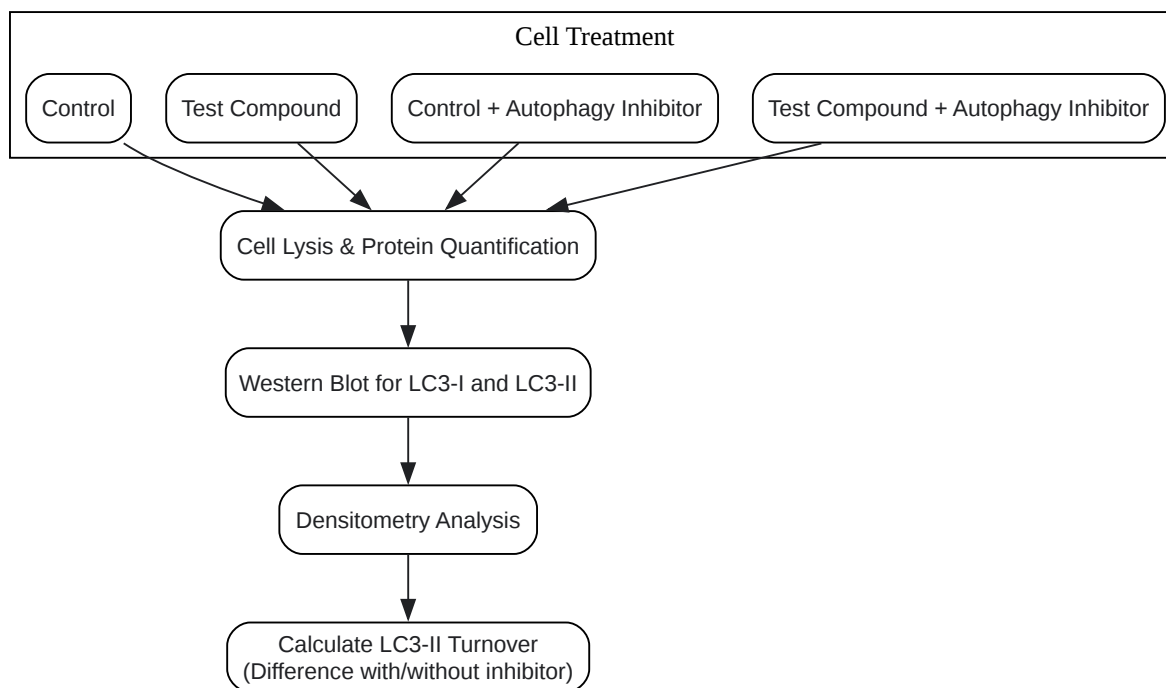 Cell Treatment
Control
Test Compound
Control + Autophagy Inhibitor
Test Compound + Autophagy Inhibitor
Cell Lysis & Protein Quantification
Western Blot for LC3-I and LC3-II
Densitometry Analysis
Calculate LC3-II Turnover
(Difference with/without inhibitor)